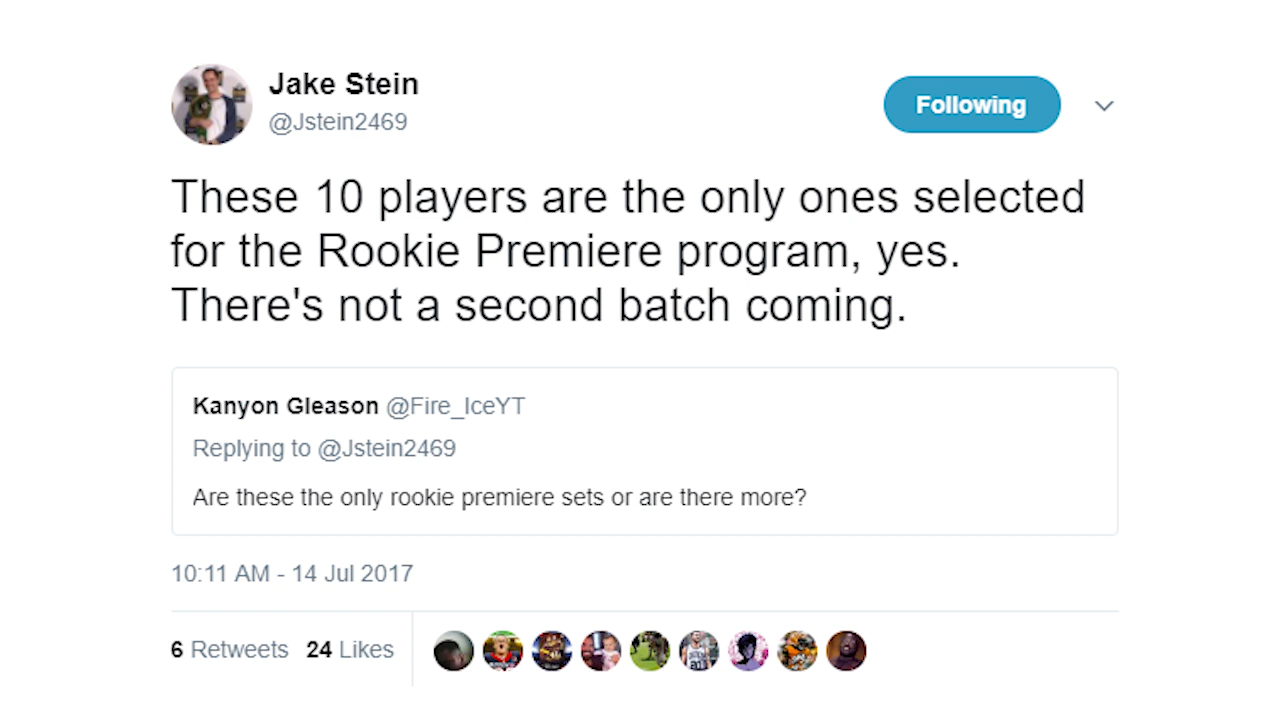 Jake Stein
@Jstein2469
Following
These 10 players are the only ones selected
for the Rookie Premiere program, yes.
There's not a second batch coming.
Kanyon Gleason @Fire_IceYT
Replying to @Jstein2469
Are these the only rookie premiere sets or are there more?
10:11 AM - 14 Jul 2017
6 Retweets 24 Likes